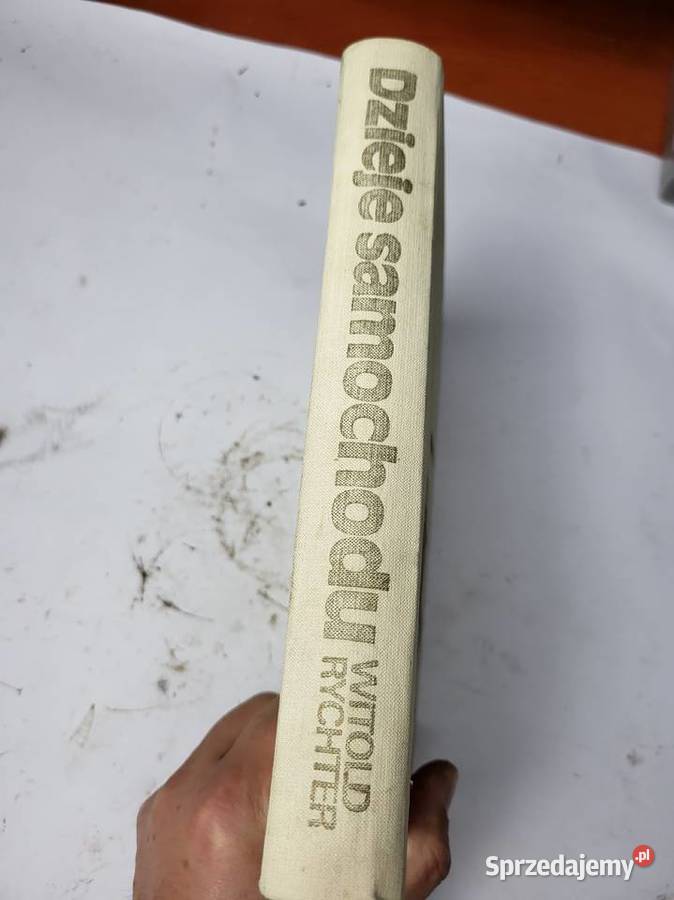 Dzieje samochodu
WITOLD
RYCHTER
Sprzedajemy.pl